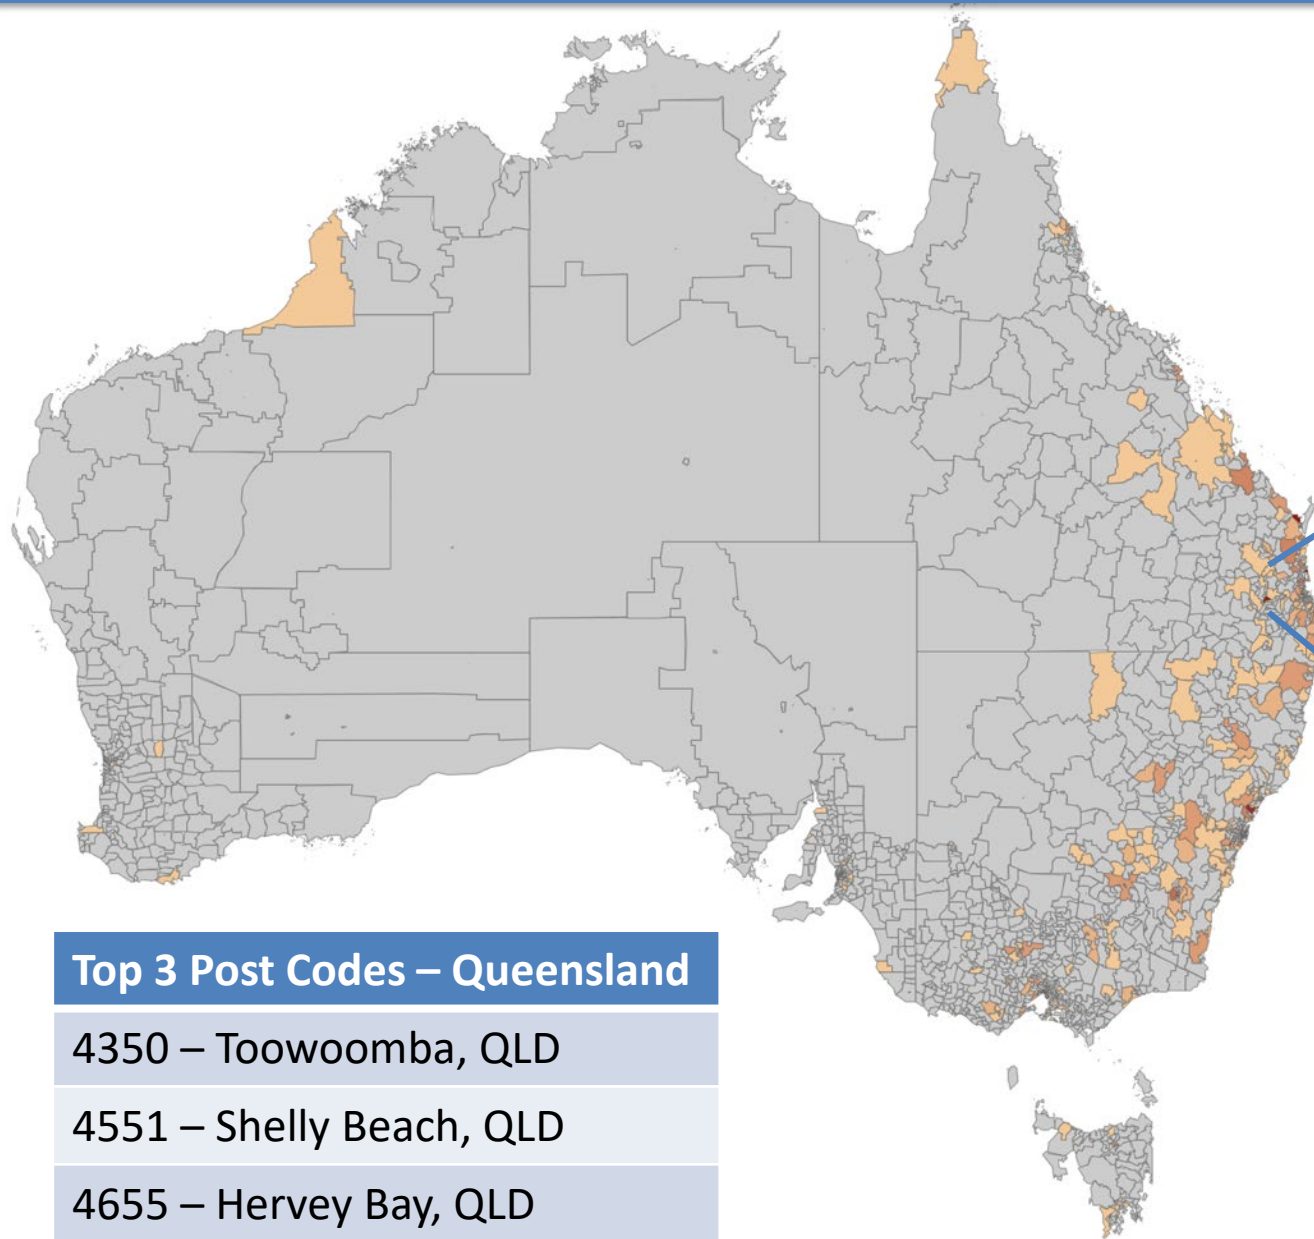 Top 3 Post Codes – Queensland
4350 – Toowoomba, QLD
4551 – Shelly Beach, QLD
4655 – Hervey Bay, QLD